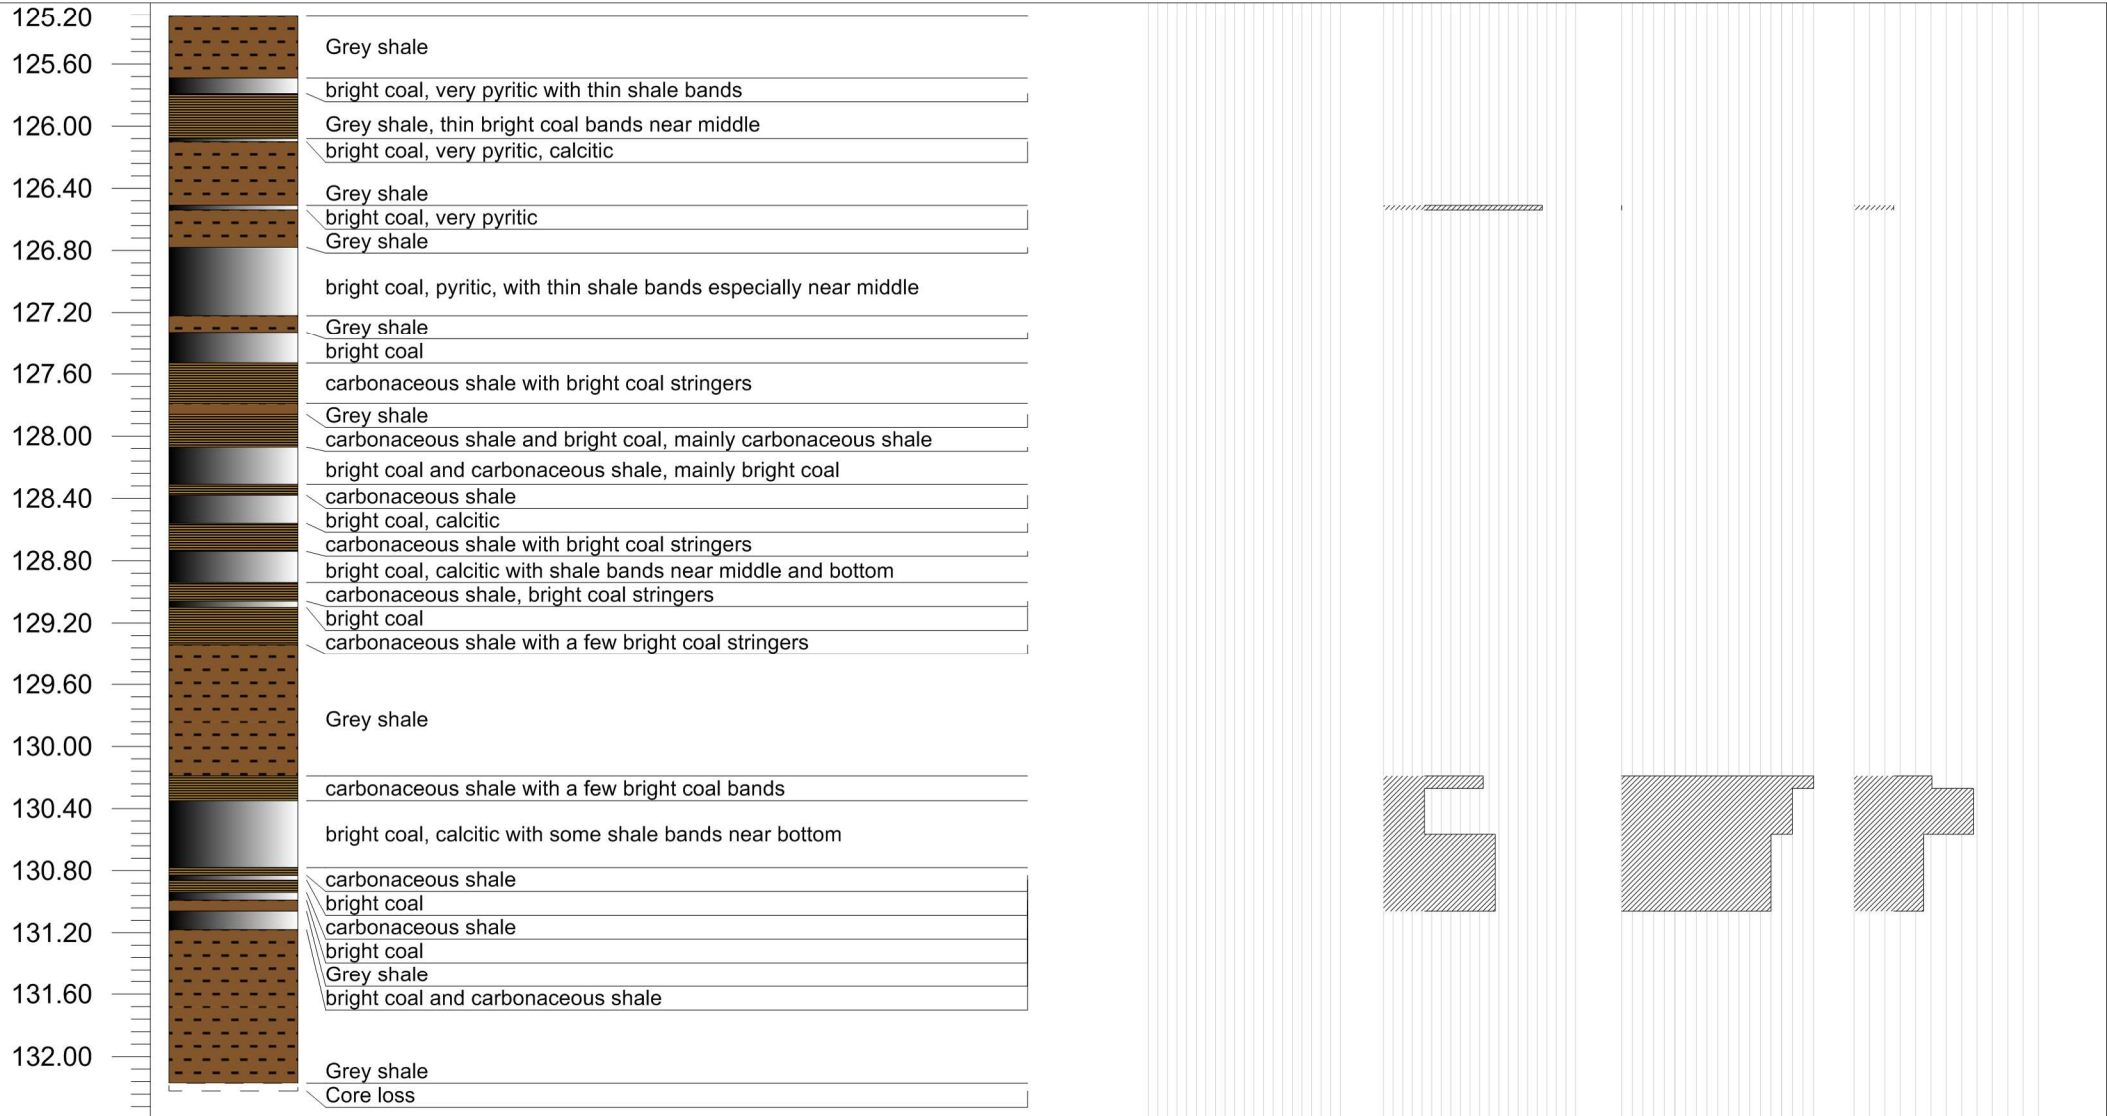 125.20
Grey shale
125.60
bright coal, very pyritic with thin shale bands
126.00
Grey shale, thin bright coal bands near middle
bright coal, very pyritic, calcitic
126.40
Grey shale
bright coal, very pyritic
Grey shale
126.80
bright coal, pyritic, with thin shale bands especially near middle
127.20
Grey shale
bright coal
127.60
carbonaceous shale with bright coal stringers
Grey shale
128.00
carbonaceous shale and bright coal, mainly carbonaceous shale
bright coal and carbonaceous shale, mainly bright coal
128.40
carbonaceous shale
bright coal, calcitic
carbonaceous shale with bright coal stringers
128.80
bright coal, calcitic with shale bands near middle and bottom
carbonaceous shale, bright coal stringers
129.20
bright coal
carbonaceous shale with a few bright coal stringers
129.60
Grey shale
130.00
carbonaceous shale with a few bright coal bands
130.40
bright coal, calcitic with some shale bands near bottom
130.80
carbonaceous shale
bright coal
carbonaceous shale
131.20
bright coal
Grey shale
131.60
bright coal and carbonaceous shale
132.00
Grey shale
Core loss